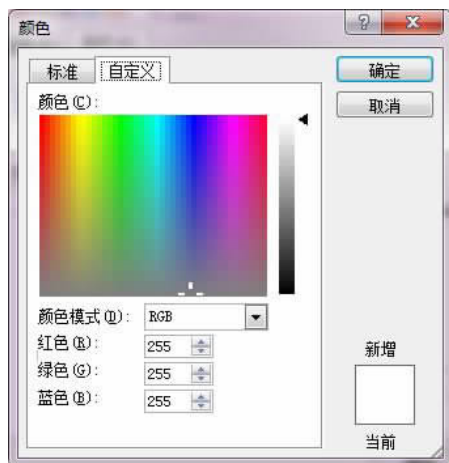 颜色
标准 自定义
确定
取消
颜色(C):
颜色模式(D): RGB
红色(R): 255
绿色(G): 255
蓝色(B): 255
新增
当前